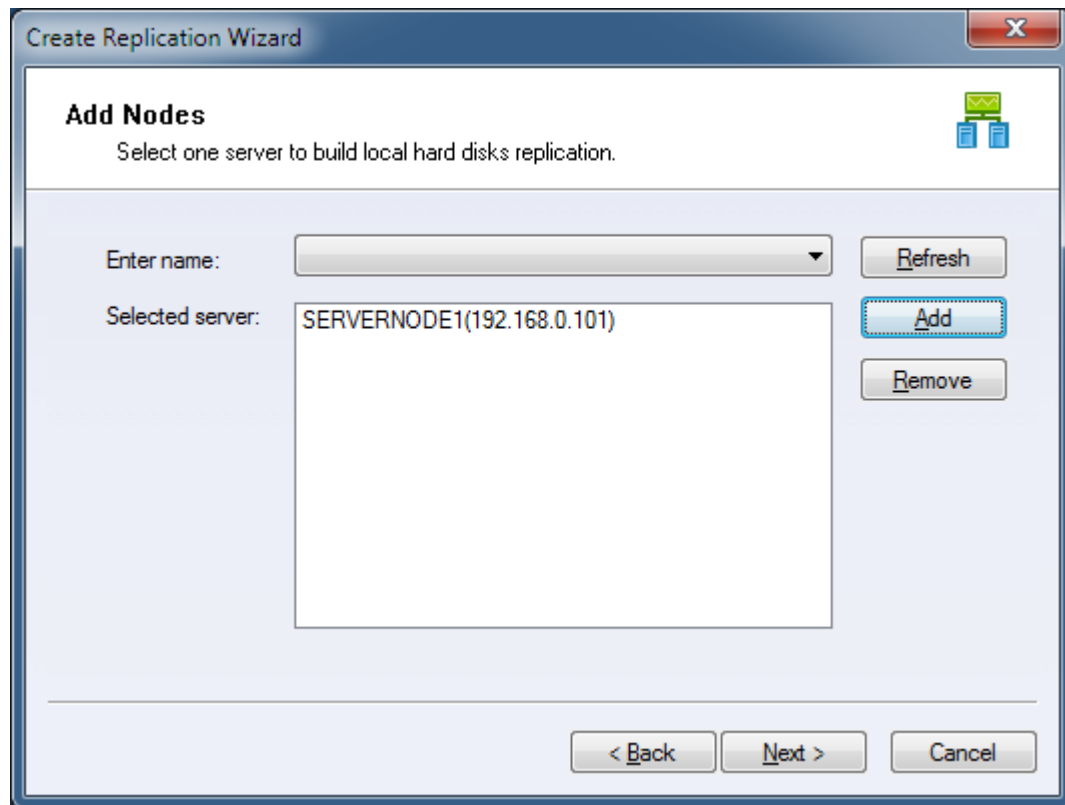 Create Replication Wizard
Add Nodes
Select one server to build local hard disks replication.
Enter name:
Refresh
Selected server:
SERVERNODE1(192.168.0.101)
Add
Remove
< Back
Next >
Cancel